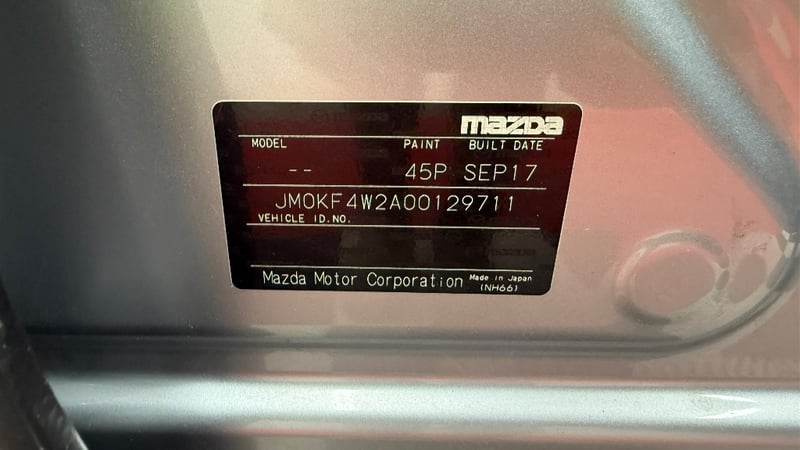 mazda
MODEL PAINT BUILT DATE
-- 45P SEP17
JM0KF4W2A00129711
VEHICLE ID.NO.
Mazda Motor Corporation Made in Japan
(NH66)